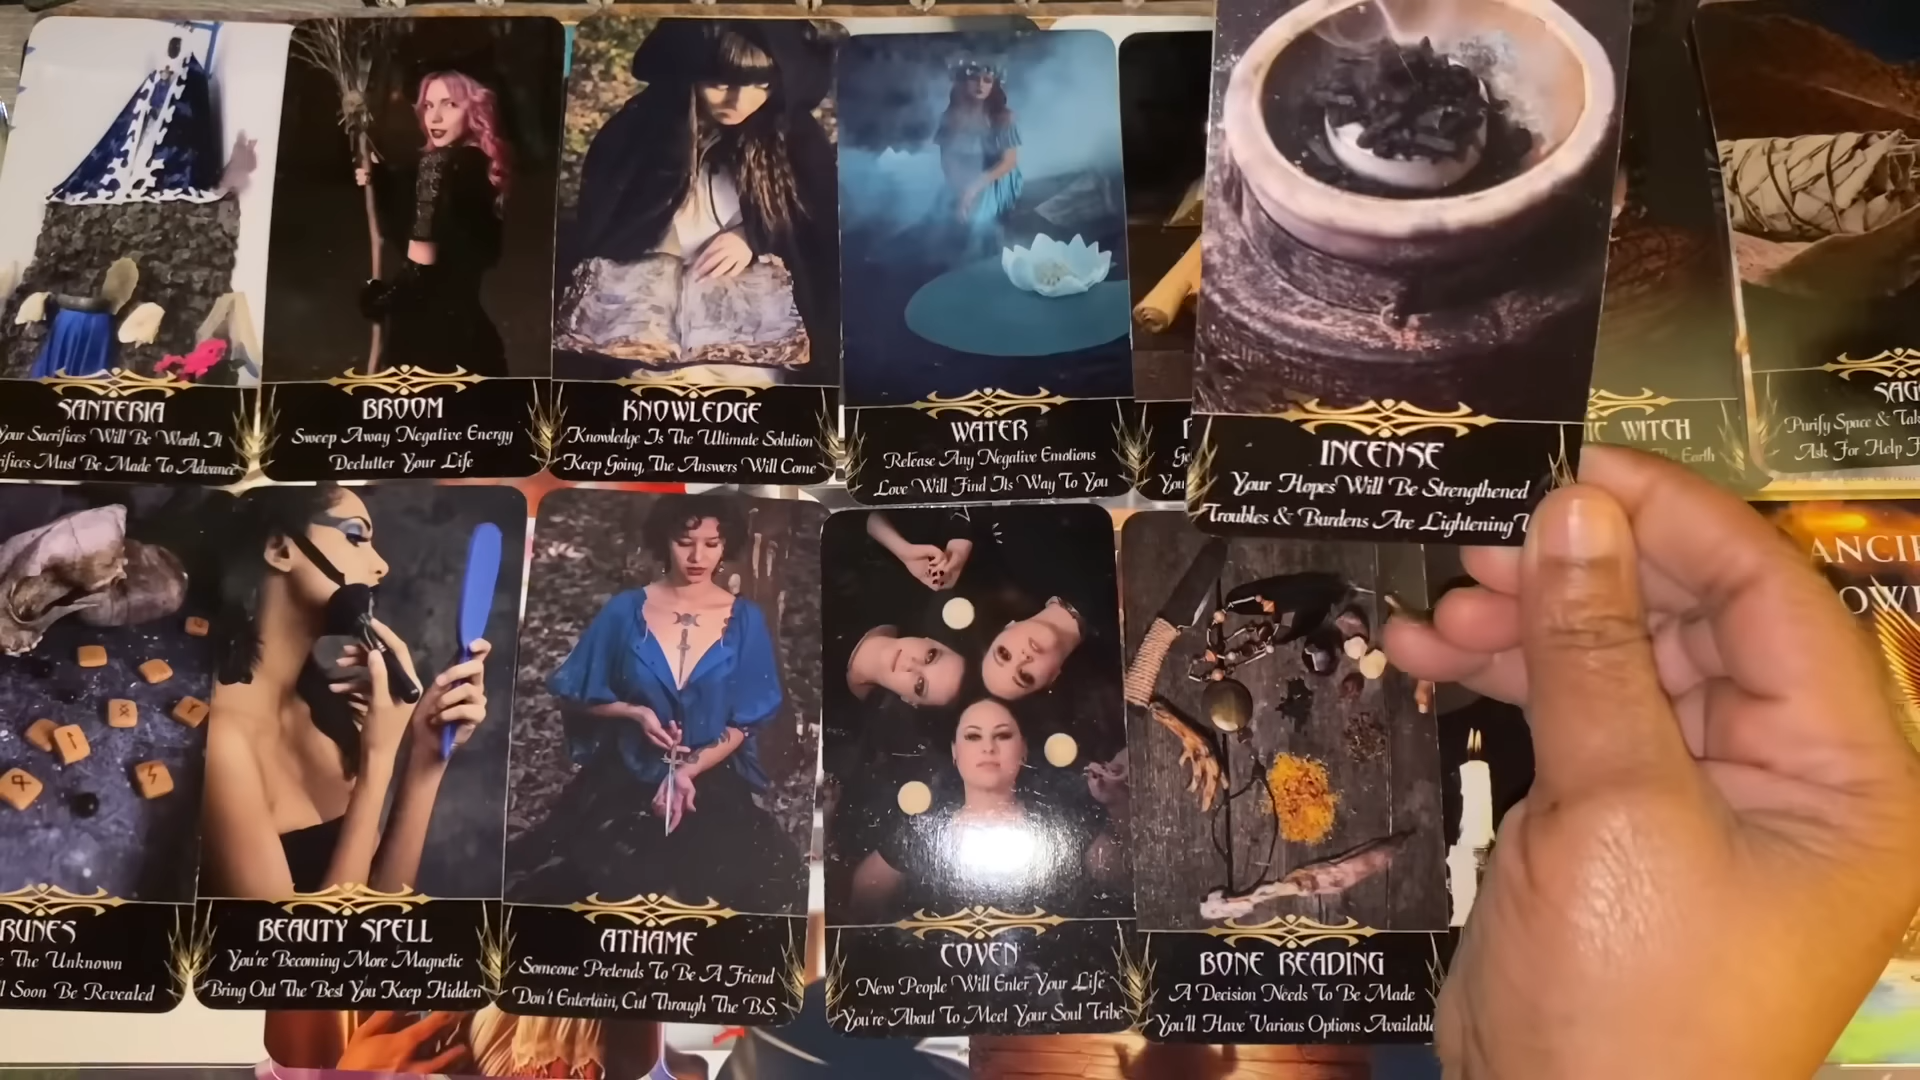 SANTERIA
Your Sacrifices Will Be Worth It
Must Be Made To Advance
BROOM
Sweep Away Negative Energy
Declutter Your Life
KNOWLEDGE
Knowledge Is The Ultimate Solution
Keep Going, The Answers Will Come
WATER
Release Any Negative Emotions
Love Will Find Its Way To You
INCENSE
Your Hopes Will Be Strengthened
Troubles & Burdens Are Lightening
WITCH
The Earth
Purify Space &
Ask For Help
RUNES
The Unknown
Soon Be Revealed
BEAUTY SPELL
You're Becoming More Magnetic
Bring Out The Best You Keep Hidden
ATHAME
Someone Pretends To Be A Friend
Don't Entertain, Cut Through The B.S.
COVEN
New People Will Enter Your Life
You're About To Meet Your Soul Tribe
BONE READING
A Decision Needs To Be Made
You'll Have Various Options Available